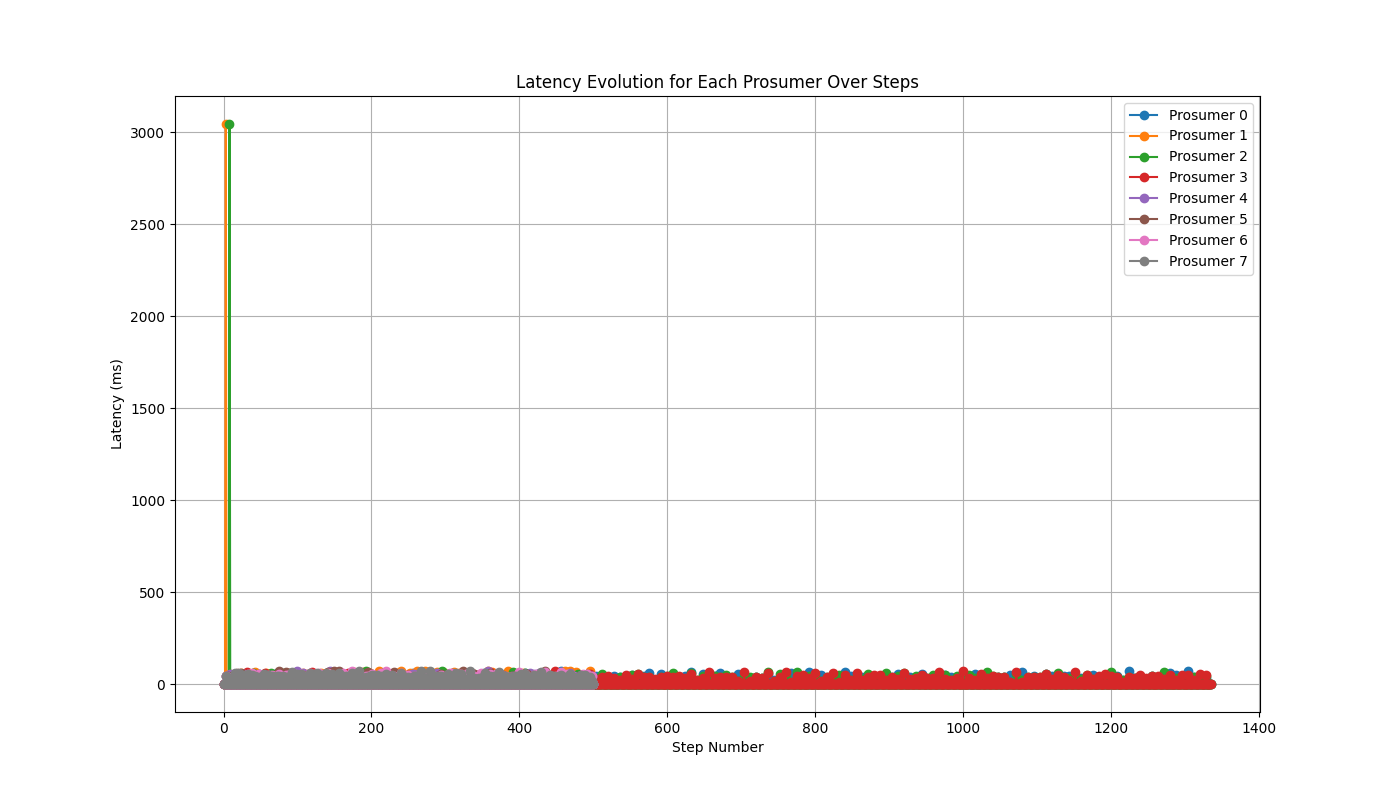 Latency Evolution for Each Prosumer Over Steps
Prosumer 0
Prosumer 1
Prosumer 2
Prosumer 3
Prosumer 4
Prosumer 5
Prosumer 6
Prosumer 7
Latency (ms)
3000
2500
2000
1500
1000
500
0
0 200 400 600 800 1000 1200 1400
Step Number